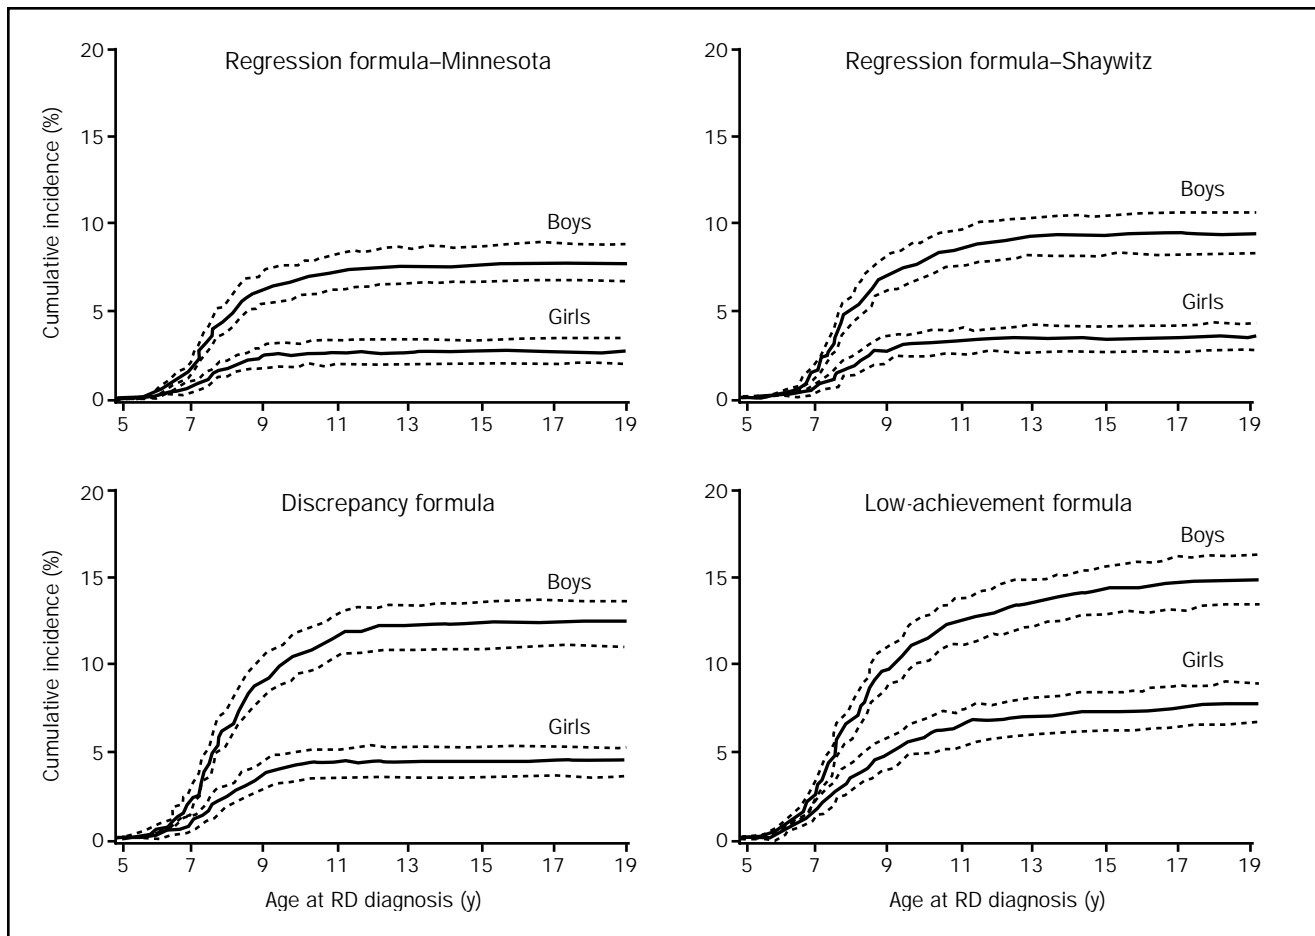 Regression formula–Minnesota
Cumulative incidence (%)
20
15
10
5
0
Boys
Girls
5 7 9 11 13 15 17 19
Regression formula–Shaywitz
20
15
10
5
0
Boys
Girls
5 7 9 11 13 15 17 19
Discrepancy formula
Cumulative incidence (%)
20
15
10
5
0
Boys
Girls
5 7 9 11 13 15 17 19
Age at RD diagnosis (y)
Low-achievement formula
20
15
10
5
0
Boys
Girls
5 7 9 11 13 15 17 19
Age at RD diagnosis (y)